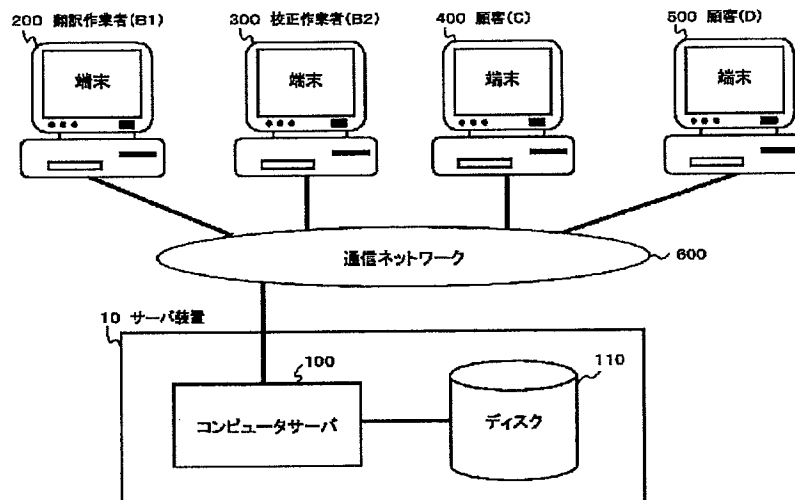 200 翻訳作業者(B1)
300 校正作業者(B2)
400 顧客(C)
500 顧客(D)
端末
端末
端末
端末
通信ネットワーク
600
10 サーバ装置
100
110
コンピュータサーバ
ディスク